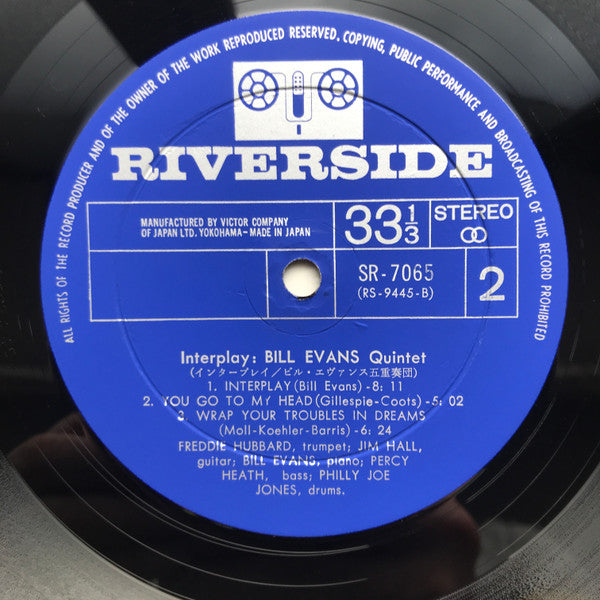 ALL RIGHTS OF THE RECORD PRODUCER AND OF THE OWNER OF THE WORK REPRODUCED RESERVED. COPYING, PUBLIC PERFORMANCE AND BROADCASTING OF THIS RECORD PROHIBITED
RIVERSIDE
MANUFACTURED BY VICTOR COMPANY
OF JAPAN LTD. YOKOHAMA-MADE IN JAPAN
33 1/3
STEREO
SR-7065
(RS-9445-B)
2
Interplay: BILL EVANS Quintet
(インタープレイ/ビル・エヴァンス五重奏団)
1. INTERPLAY (Bill Evans) -8: 11
2. YOU GO TO MY HEAD (Gillespie-Coots) -5: 02
3. WRAP YOUR TROUBLES IN DREAMS
(Moll-Koehler-Barris) -6: 24
FREDDIE HUBBARD, trumpet; JIM HALL,
guitar; BILL EVANS, piano; PERCY
HEATH, bass; PHILLY JOE
JONES, drums.